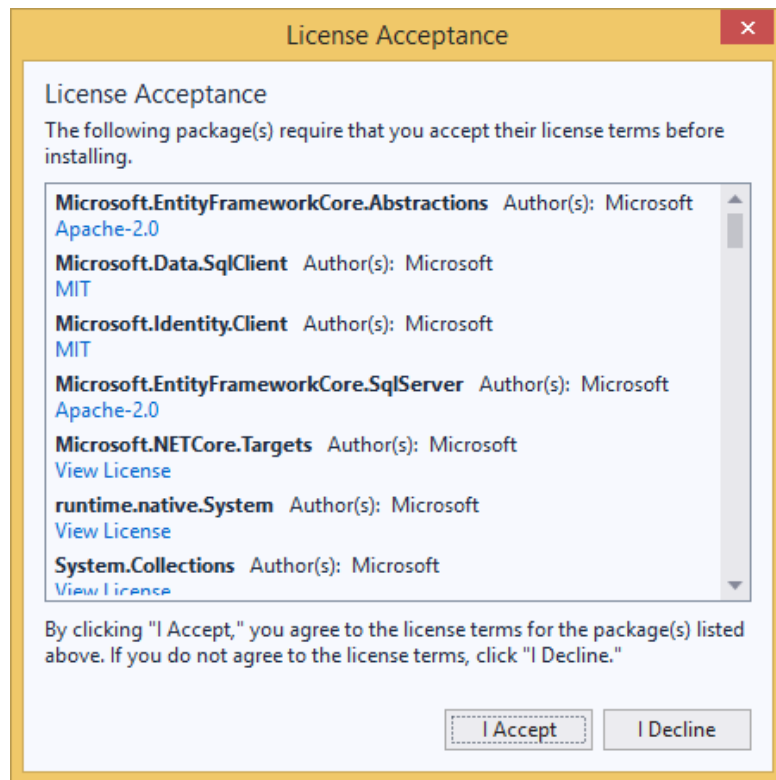 License Acceptance
License Acceptance
The following package(s) require that you accept their license terms before
installing.
Microsoft.EntityFrameworkCore.Abstractions Author(s): Microsoft
Apache-2.0
Microsoft.Data.SqlClient Author(s): Microsoft
MIT
Microsoft.Identity.Client Author(s): Microsoft
MIT
Microsoft.EntityFrameworkCore.SqlServer Author(s): Microsoft
Apache-2.0
Microsoft.NETCore.Targets Author(s): Microsoft
View License
runtime.native.System Author(s): Microsoft
View License
System.Collections Author(s): Microsoft
View License
By clicking "I Accept," you agree to the license terms for the package(s) listed
above. If you do not agree to the license terms, click "I Decline."
I Accept I Decline